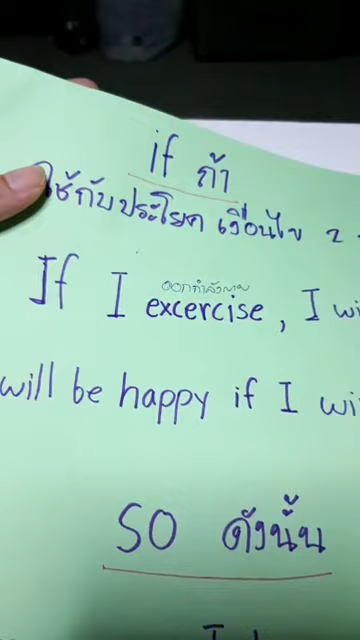 if ถ้า
ใช้กับประโยค เงื่อนไข 2
ออกกำลังกาย
If I excercise, I
will be happy if I
so ดังนั้น